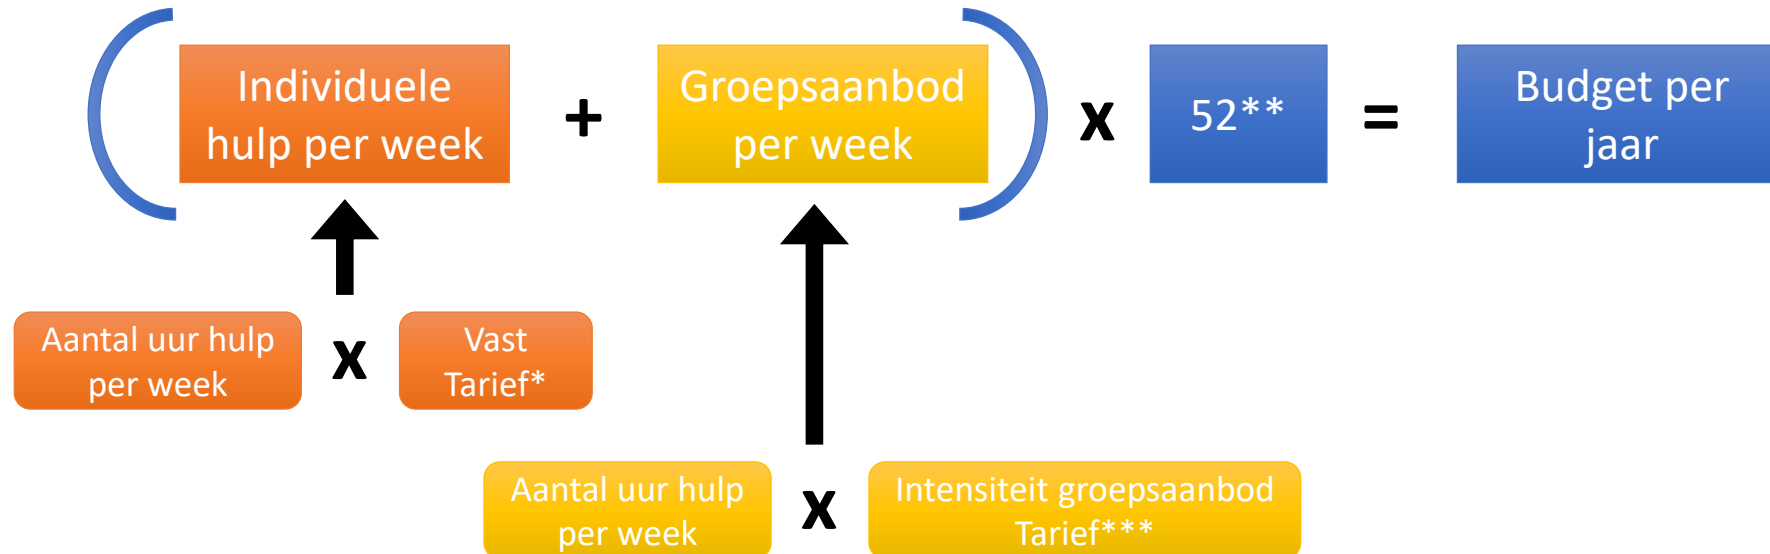 Individuele
hulp per week
+
Groepsaanbod
per week
x
52**
=
Budget per
jaar
Aantal uur hulp
per week
x
Vast
Tarief*
Aantal uur hulp
per week
x
Intensiteit groepsaanbod
Tarief***